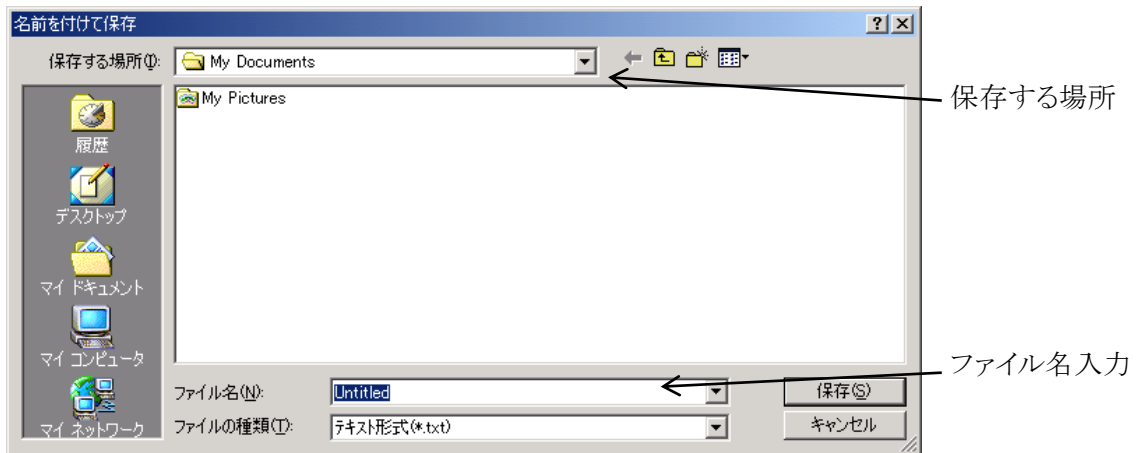 名前を付けて保存
保存する場所(I):
My Documents
保存する場所
My Pictures
履歴
デスクトップ
マイ ドキュメント
マイ コンピュータ
マイ ネットワーク
ファイル名入力
ファイル名(N):
Untitled
保存(S)
ファイルの種類(T):
テキスト形式(*.txt)
キャンセル